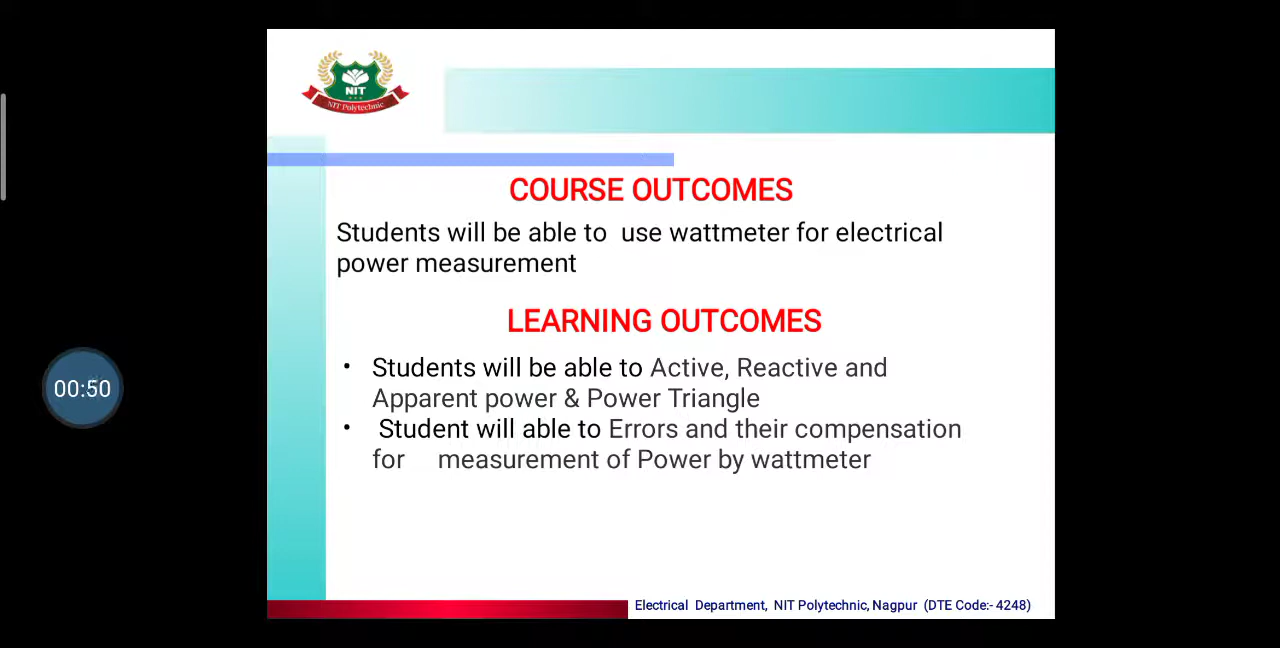 NIT
NIT Polytechnic
COURSE OUTCOMES
Students will be able to  use wattmeter for electrical
power measurement
LEARNING OUTCOMES
• Students will be able to Active, Reactive and
Apparent power & Power Triangle
• Student will able to Errors and their compensation
for    measurement of Power by wattmeter
00:50
Electrical  Department,  NIT Polytechnic, Nagpur  (DTE Code:- 4248)